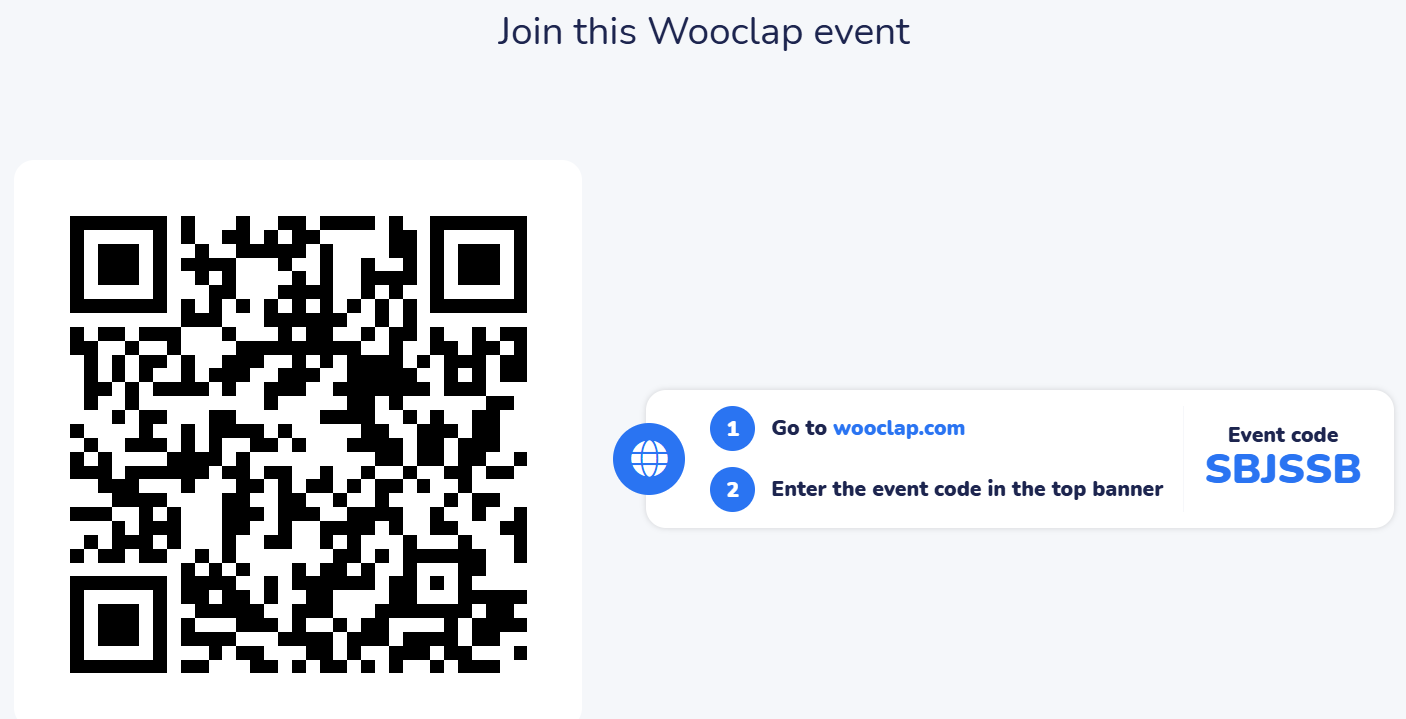 Join this Wooclap event
1 Go to wooclap.com
2 Enter the event code in the top banner
Event code
SBJSSB